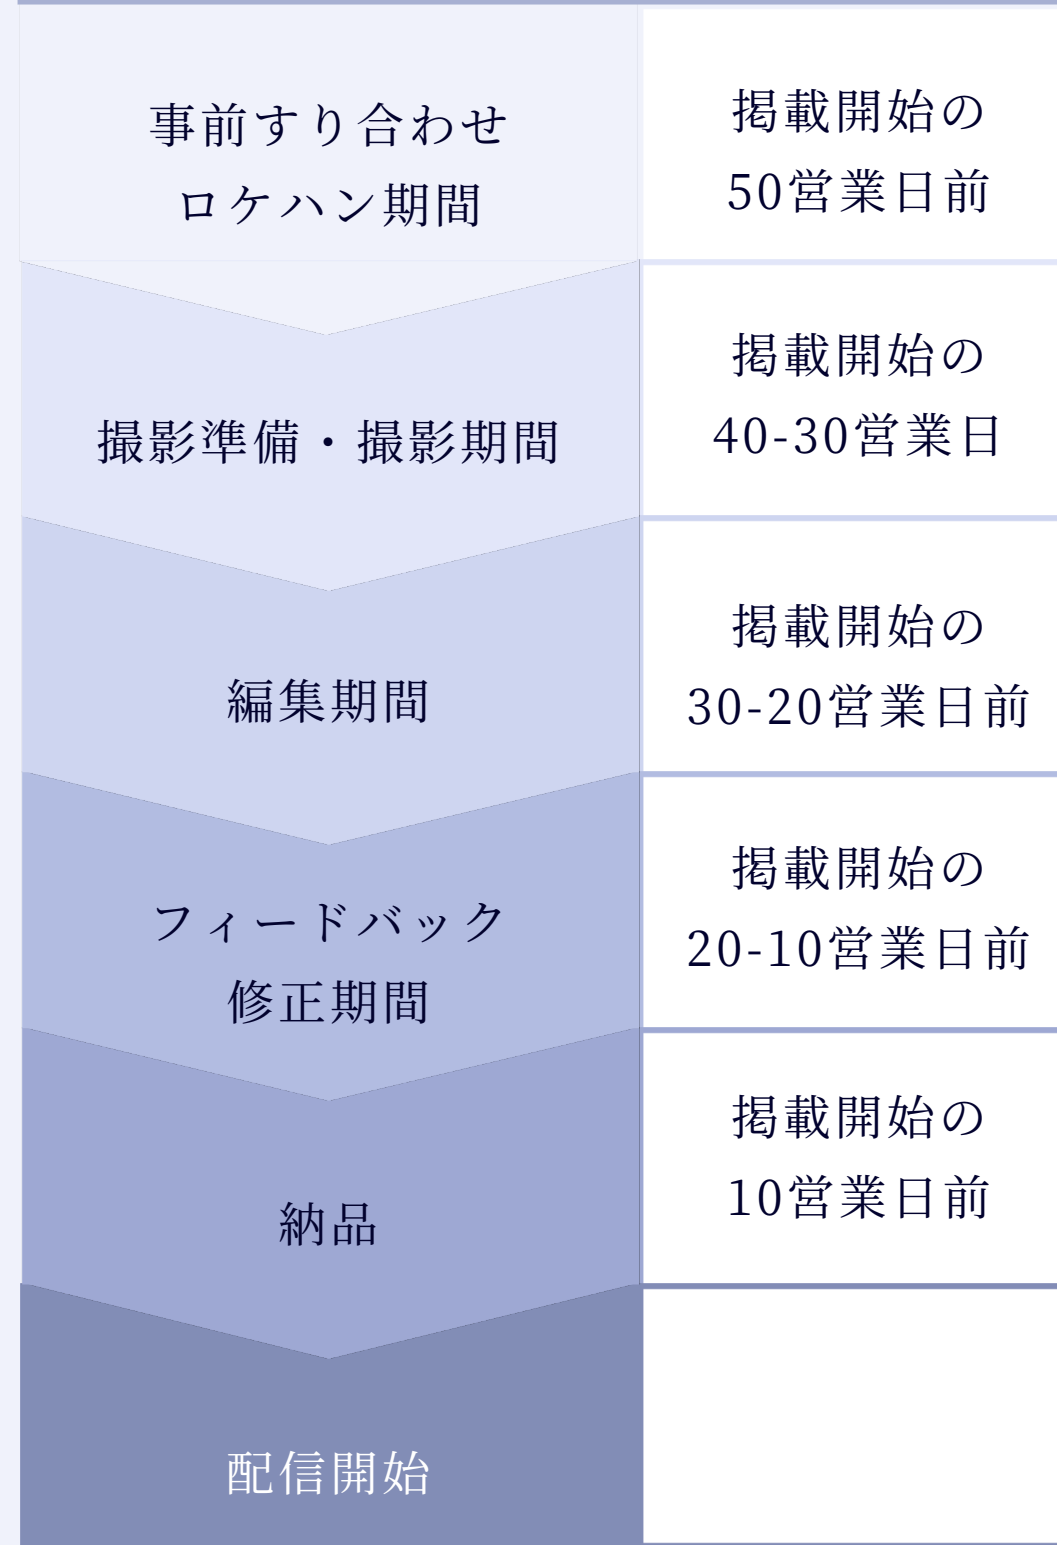 事前すり合わせ
ロケハン期間
掲載開始の
50営業日前
撮影準備・撮影期間
掲載開始の
40-30営業日
編集期間
掲載開始の
30-20営業日前
フィードバック
修正期間
掲載開始の
20-10営業日前
納品
掲載開始の
10営業日前
配信開始